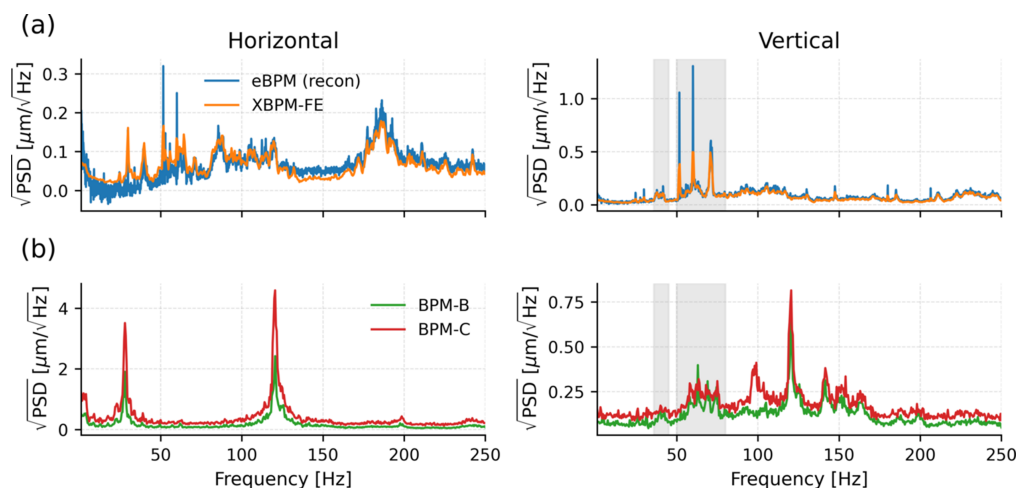 (a)
Horizontal
Vertical
√PSD [μm/√Hz]
0.3
0.2
0.1
0.0
eBPM (recon)
XBPM-FE
√PSD [μm/√Hz]
1.0
0.5
0.0
(b)
√PSD [μm/√Hz]
4
2
0
BPM-B
BPM-C
50 100 150 200 250
Frequency [Hz]
√PSD [μm/√Hz]
0.75
0.50
0.25
50 100 150 200 250
Frequency [Hz]